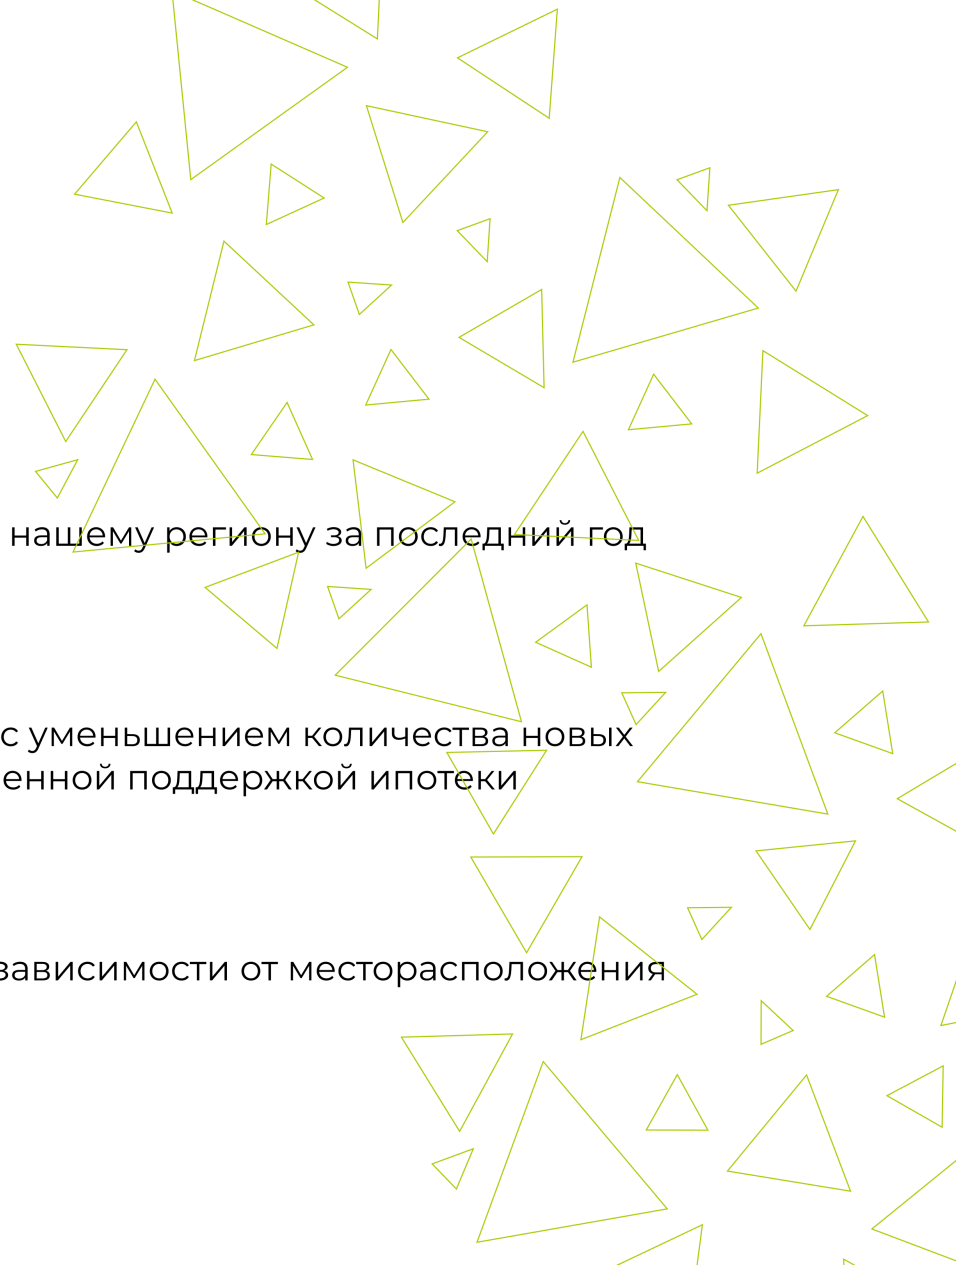 нашему региону за последний год
с уменьшением количества новых
енной поддержкой ипотеки
зависимости от месторасположения